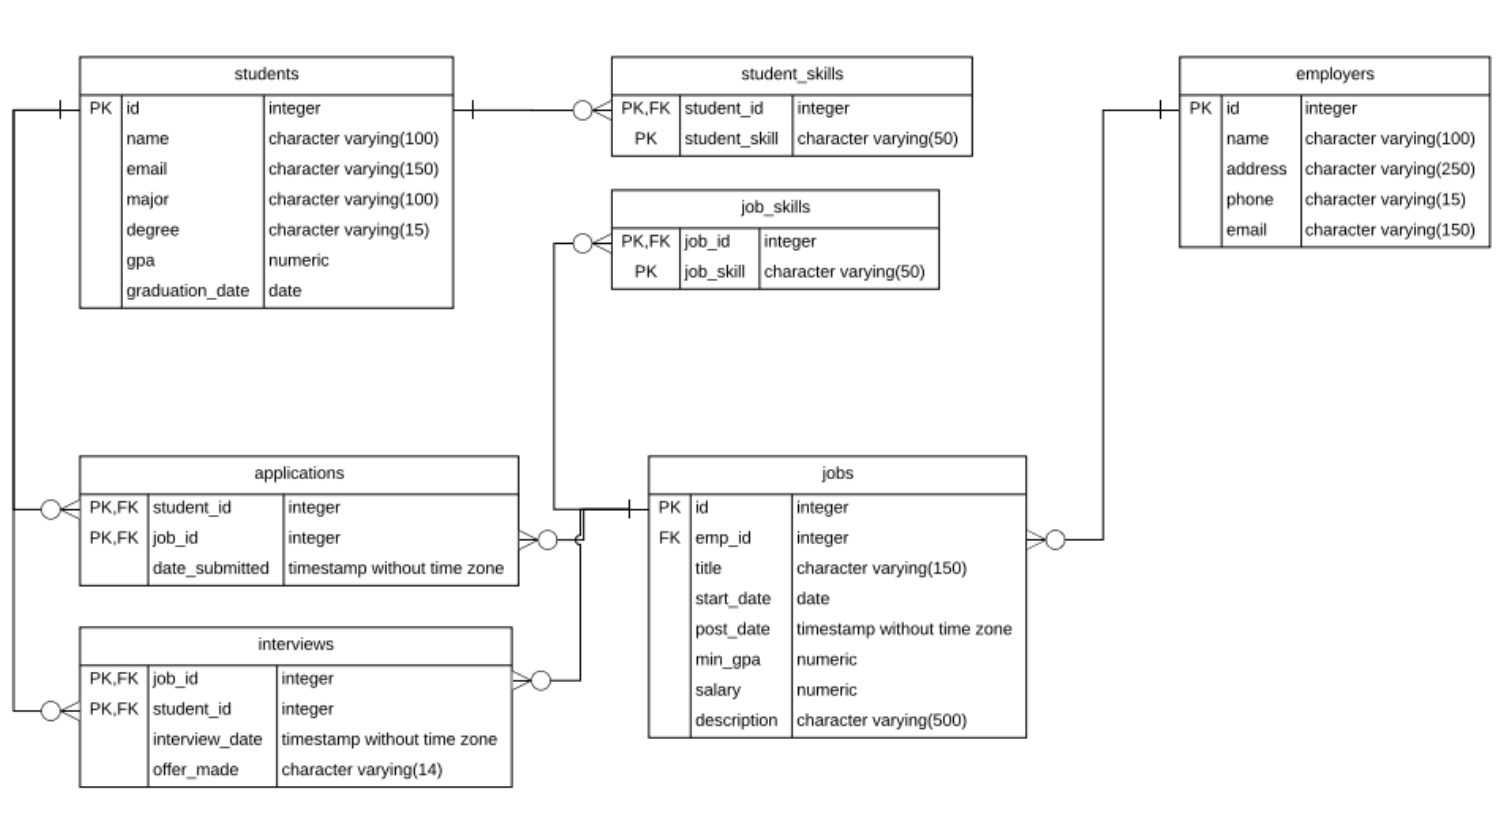 students
PK id integer
name character varying(100)
email character varying(150)
major character varying(100)
degree character varying(15)
gpa numeric
graduation_date date
student_skills
PK,FK student_id integer
PK student_skill character varying(50)
job_skills
PK,FK job_id integer
PK job_skill character varying(50)
employers
PK id integer
name character varying(100)
address character varying(250)
phone character varying(15)
email character varying(150)
applications
PK,FK student_id integer
PK,FK job_id integer
date_submitted timestamp without time zone
jobs
PK id integer
FK emp_id integer
title character varying(150)
start_date date
post_date timestamp without time zone
min_gpa numeric
salary numeric
description character varying(500)
interviews
PK,FK job_id integer
PK,FK student_id integer
interview_date timestamp without time zone
offer_made character varying(14)